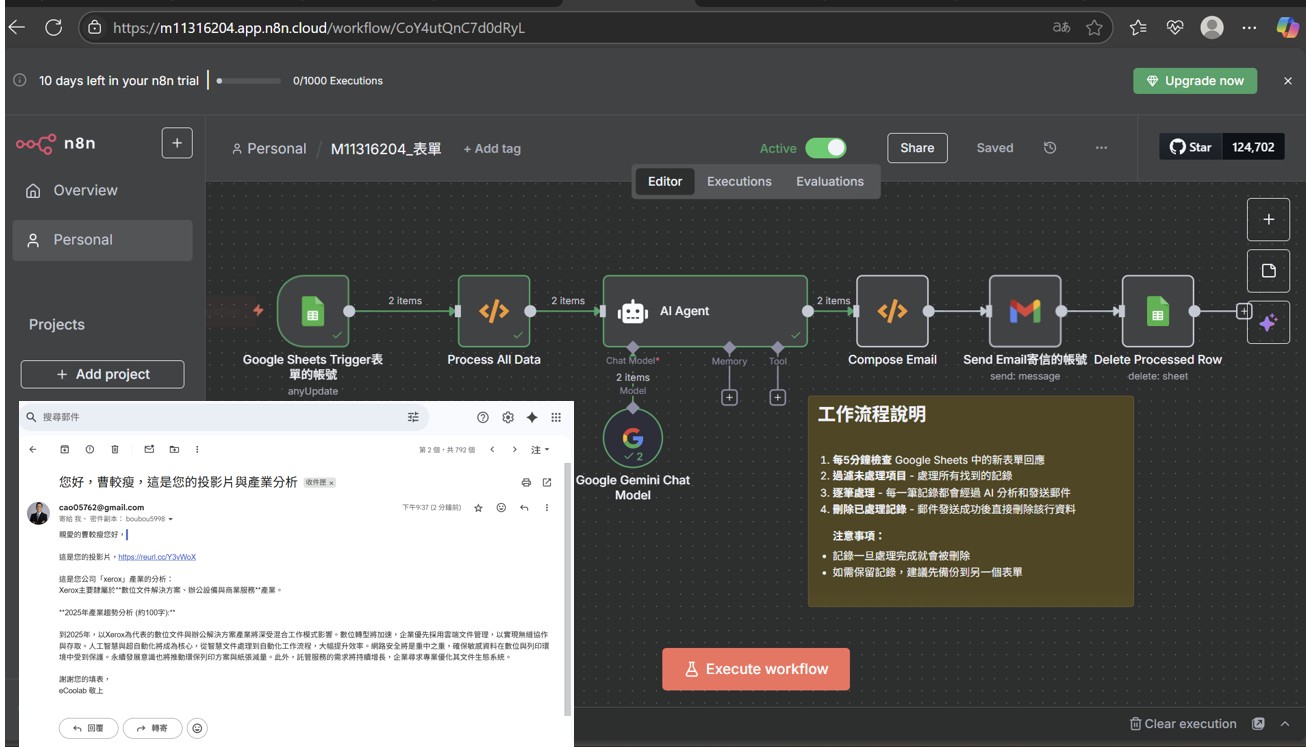 https://m11316204.app.n8n.cloud/workflow/CoY4utQnC7d0dRyL
aあ
10 days left in your n8n trial
0/1000 Executions
Upgrade now
n8n
Personal / M11316204_表單
+ Add tag
Active
Share
Saved
Star
124,702
Editor
Executions
Evaluations
Overview
Personal
Projects
+ Add project
2 items
2 items
2 items
AI Agent
Google Sheets Trigger表
單的帳號
anyUpdate
Process All Data
Chat Model*
Memory
Tool
2 items
Model
2
Google Gemini Chat
Model
Compose Email
Send Email寄信的帳號
send: message
Delete Processed Row
delete: sheet
工作流程說明
1. 每5分鐘檢查 Google Sheets 中的新表單回應
2. 過濾未處理項目 - 處理所有找到的記錄
3. 逐筆處理 - 每一筆記錄都會經過 AI 分析和發送郵件
4. 刪除已處理記錄 - 郵件發送成功後直接刪除該行資料
注意事項：
• 記錄一旦處理完成就會被刪除
• 如需保留記錄，建議先備份到另一個表單
Execute workflow
Clear execution
搜尋郵件
第 2 個，共 792 個
注
您好，曹較瘦，這是您的投影片與產業分析
收件匣 ×
cao05762@gmail.com
寄給 我、密件副本： boubou5998
下午9:37 (2 分鐘前)
親愛的曹較瘦您好，
這是您的投影片，https://reurl.cc/Y3vWoX
這是您公司「xerox」產業的分析：
Xerox主要隸屬於**數位文件解決方案、辦公設備與商業服務**產業。
**2025年產業趨勢分析 (約100字):**
到2025年，以Xerox為代表的數位文件與辦公解決方案產業將深受混合工作模式影響。數位轉型將加速，企業優先採用雲端文件管理，以實現無縫協作
與存取。人工智慧與超自動化將成為核心，從智慧文件處理到自動化工作流程，大幅提升效率。網路安全將是重中之重，確保敏感資料在數位與列印環
境中受到保護。永續發展意識也將推動環保列印方案與紙張減量。此外，託管服務的需求將持續增長，企業尋求專業優化其文件生態系統。
謝謝您的填表，
eCoolab 敬上
回覆
轉寄